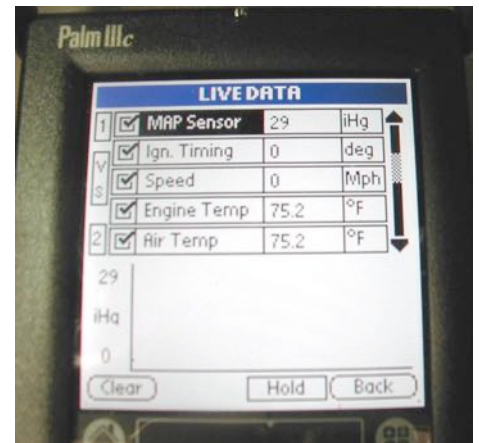 Palm IIIc
LIVE DATA
1 MAP Sensor 29 iHg
Ign. Timing 0 deg
V
S
Speed 0 Mph
Engine Temp 75.2 °F
2 Air Temp 75.2 °F
29
iHg
0
Clear Hold Back